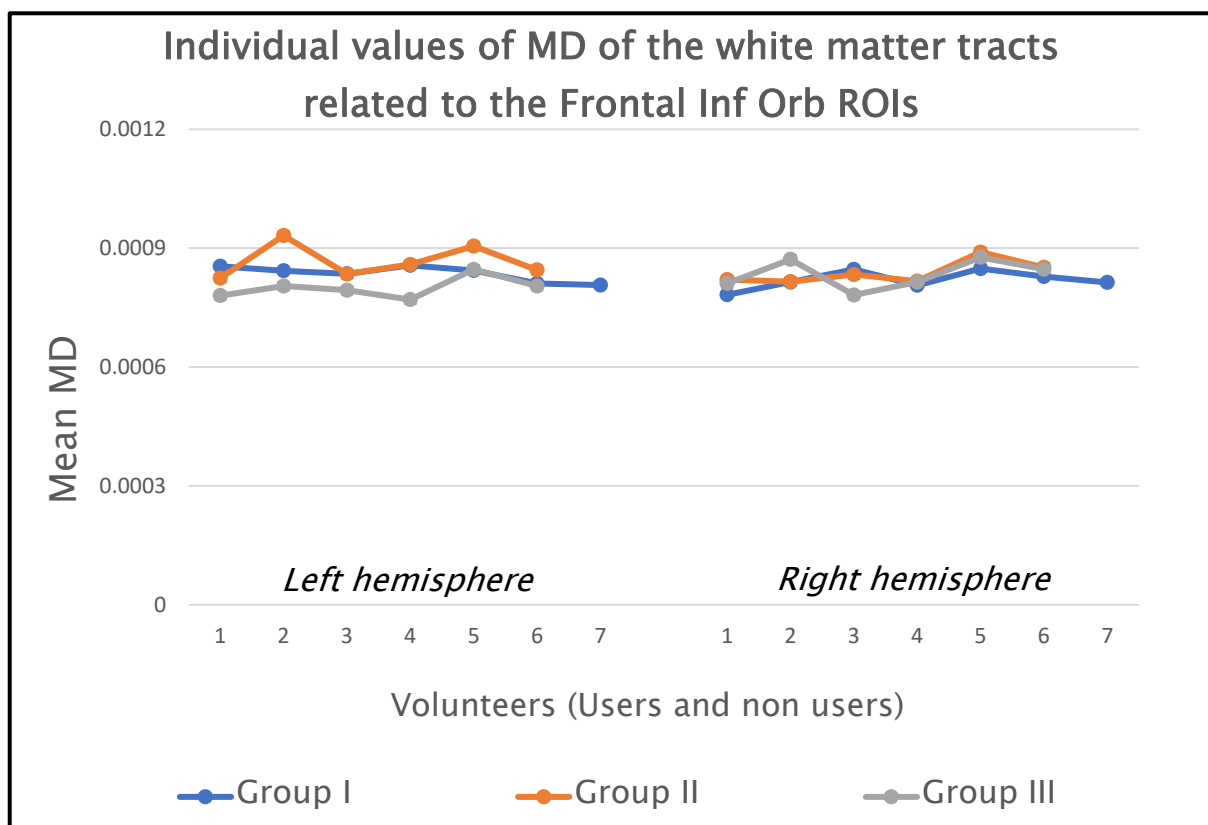 Individual values of MD of the white matter tracts
related to the Frontal Inf Orb ROIs
0.0012
0.0009
0.0006
0.0003
0
Mean MD
Left hemisphere Right hemisphere
1 2 3 4 5 6 7 1 2 3 4 5 6 7
Volunteers (Users and non users)
Group I Group II Group III